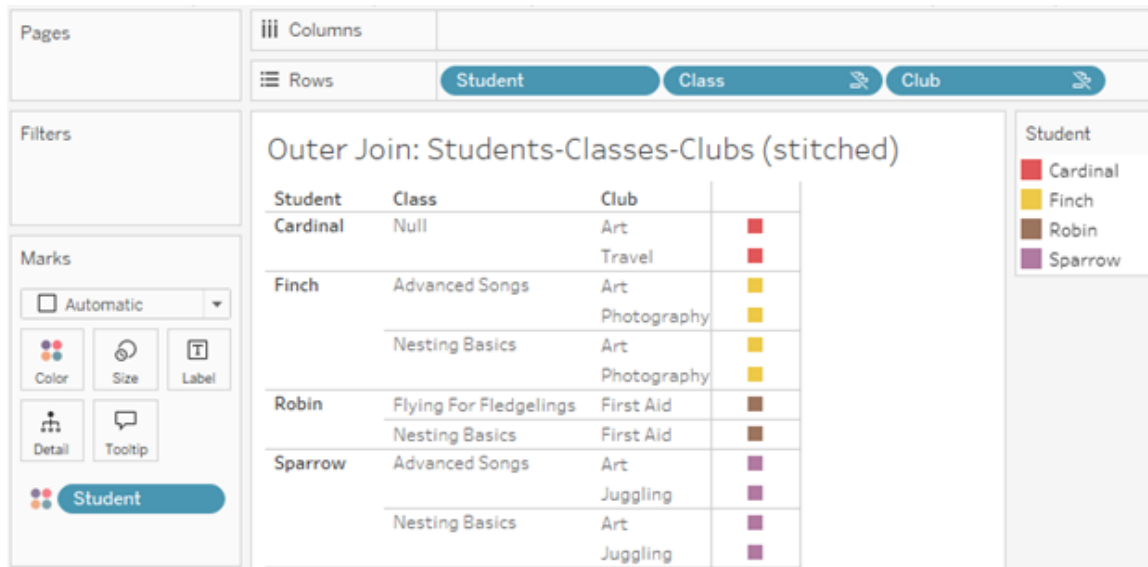 Pages
Columns
Rows
Student Class Club
Filters
Marks
Automatic
Color Size Label
Detail Tooltip
Student
Outer Join: Students-Classes-Clubs (stitched)
Student Class Club
Cardinal Null Art
Travel
Finch Advanced Songs Art
Photography
Nesting Basics Art
Photography
Robin Flying For Fledgelings First Aid
Nesting Basics First Aid
Sparrow Advanced Songs Art
Juggling
Nesting Basics Art
Juggling
Student
Cardinal
Finch
Robin
Sparrow